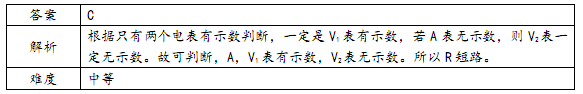 答案 C
解析 根据只有两个电表有示数判断，一定是 V₁表有示数，若 A 表无示数，则 V₂表一
定无示数。故可判断，A，V₁表有示数，V₂表无示数。所以 R 短路。
难度 中等